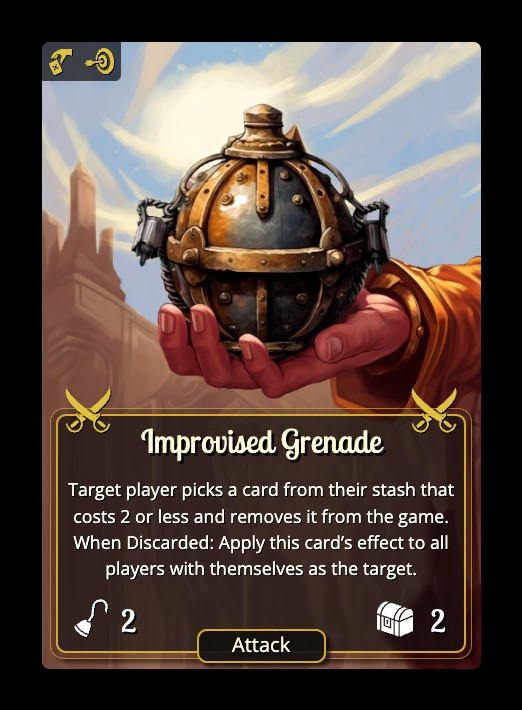 Improvised Grenade
Target player picks a card from their stash that
costs 2 or less and removes it from the game.
When Discarded: Apply this card’s effect to all
players with themselves as the target.
2
2
Attack